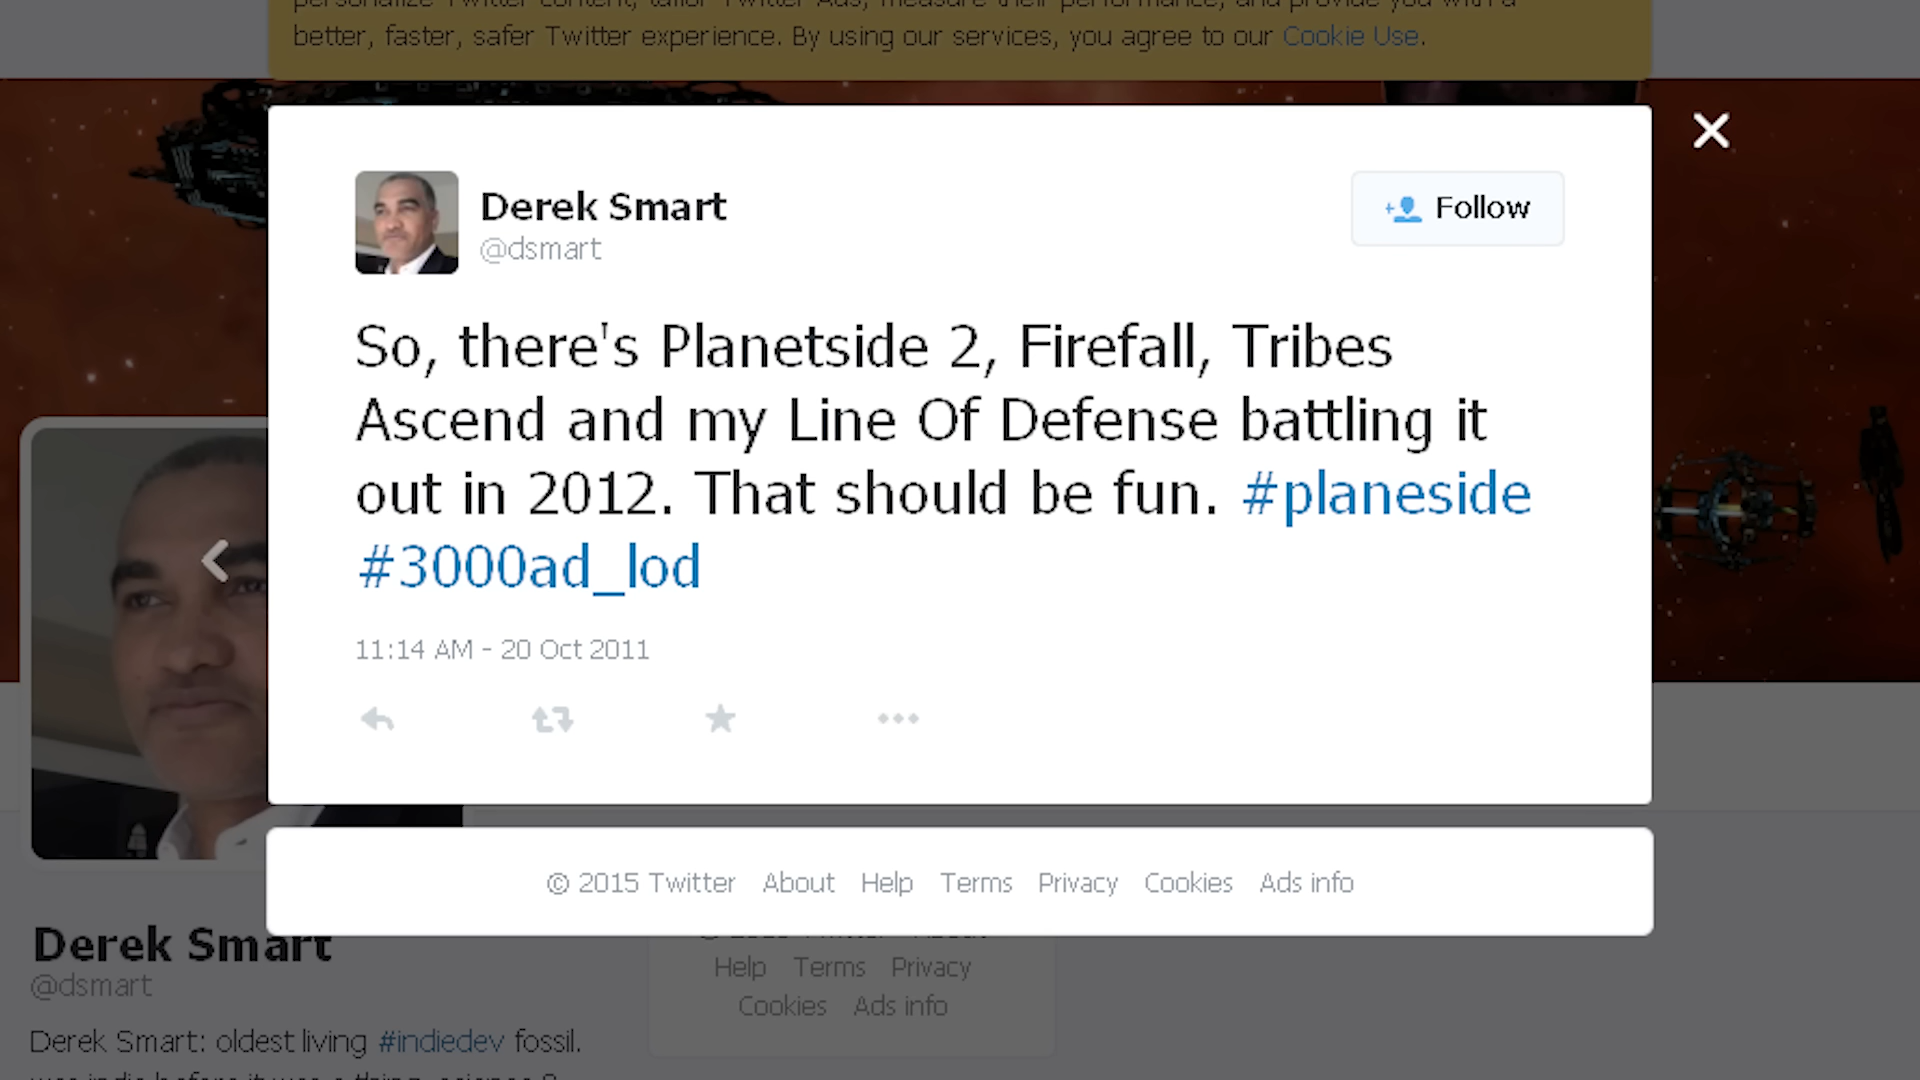 better, faster, safer Twitter experience. By using our services, you agree to our Cookie Use.
Derek Smart
@dsmart
Follow
So, there's Planetside 2, Firefall, Tribes
Ascend and my Line Of Defense battling it
out in 2012. That should be fun. #planeside
#3000ad_lod
11:14 AM - 20 Oct 2011
© 2015 Twitter About Help Terms Privacy Cookies Ads info
Derek Smart
@dsmart
Derek Smart: oldest living #indiedev fossil.
Help Terms Privacy
Cookies Ads info